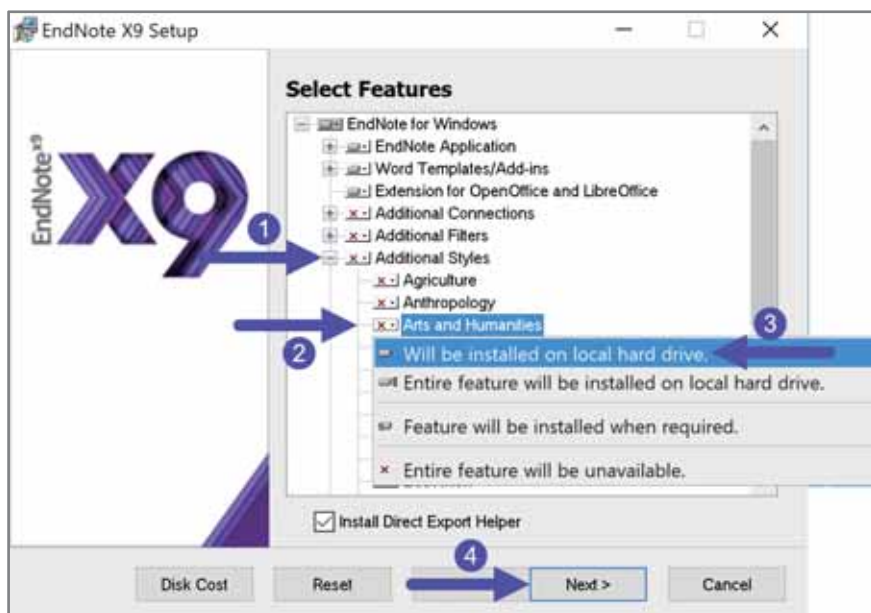 EndNote X9 Setup
Select Features
EndNote for Windows
EndNote Application
Word Templates/Add-ins
Extension for OpenOffice and LibreOffice
Additional Connections
Additional Filters
Additional Styles
Agriculture
Anthropology
Arts and Humanities
Will be installed on local hard drive.
Entire feature will be installed on local hard drive.
Feature will be installed when required.
Entire feature will be unavailable.
Install Direct Export Helper
Disk Cost
Reset
Next >
Cancel
EndNote x9
X9
1
2
3
4